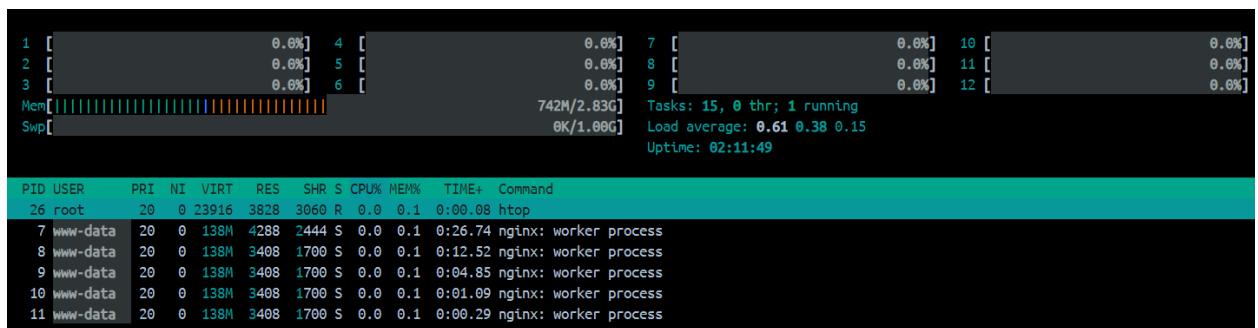 1 [ 0.0%] 4 [ 0.0%] 7 [ 0.0%] 10 [ 0.0%]
2 [ 0.0%] 5 [ 0.0%] 8 [ 0.0%] 11 [ 0.0%]
3 [ 0.0%] 6 [ 0.0%] 9 [ 0.0%] 12 [ 0.0%]
Mem[||||||||||||||||||||||||||||||||||| 742M/2.83G] Tasks: 15, 0 thr; 1 running
Swp[ 0K/1.00G] Load average: 0.61 0.38 0.15
Uptime: 02:11:49
PID USER PRI NI VIRT RES SHR S CPU% MEM% TIME+ Command
26 root 20 0 23916 3828 3060 R 0.0 0.1 0:00.08 htop
7 www-data 20 0 138M 4288 2444 S 0.0 0.1 0:26.74 nginx: worker process
8 www-data 20 0 138M 3408 1700 S 0.0 0.1 0:12.52 nginx: worker process
9 www-data 20 0 138M 3408 1700 S 0.0 0.1 0:04.85 nginx: worker process
10 www-data 20 0 138M 3408 1700 S 0.0 0.1 0:01.09 nginx: worker process
11 www-data 20 0 138M 3408 1700 S 0.0 0.1 0:00.29 nginx: worker process